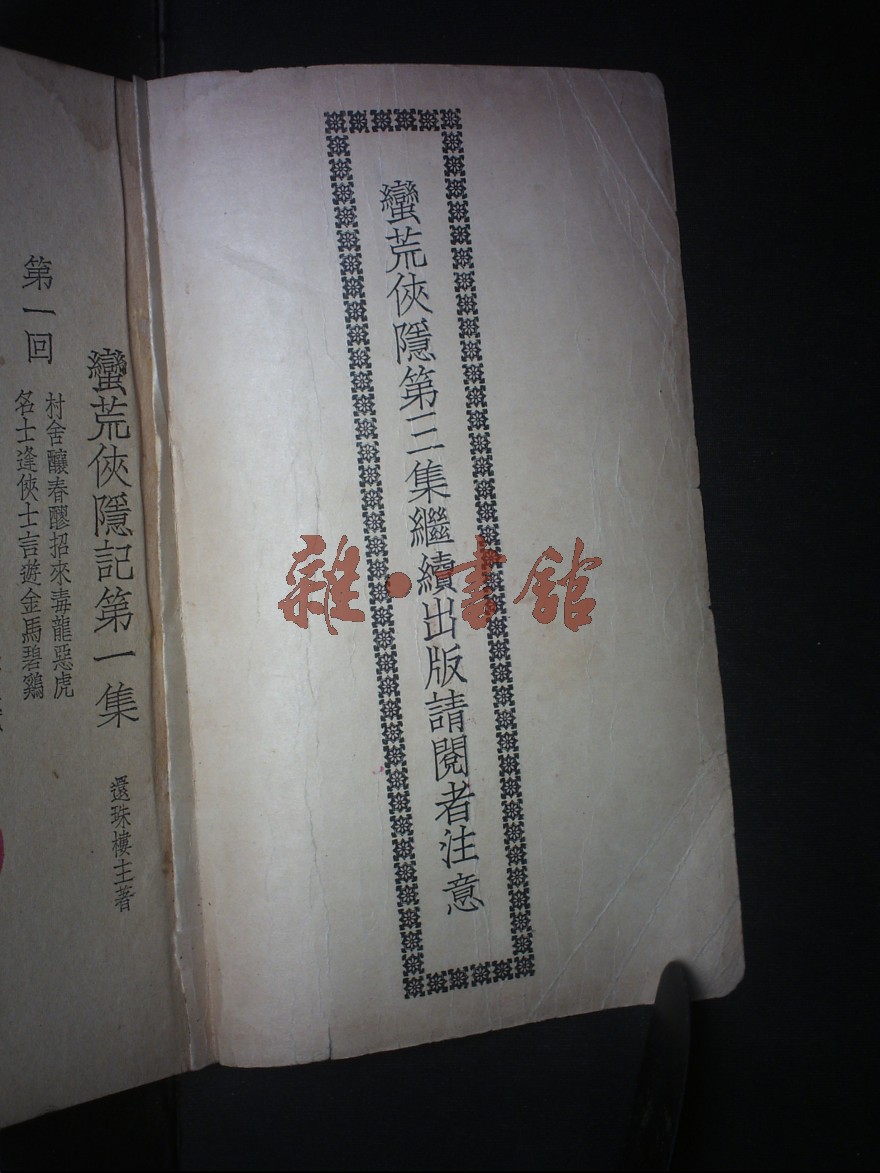 蠻荒俠隱第三集繼續出版請閱者注意
雜·書館
蠻荒俠隱記第一集
還珠樓主著
第一回
村舍釀春醪招來毒龍惡虎
名士逢俠士言遊金馬碧鷄